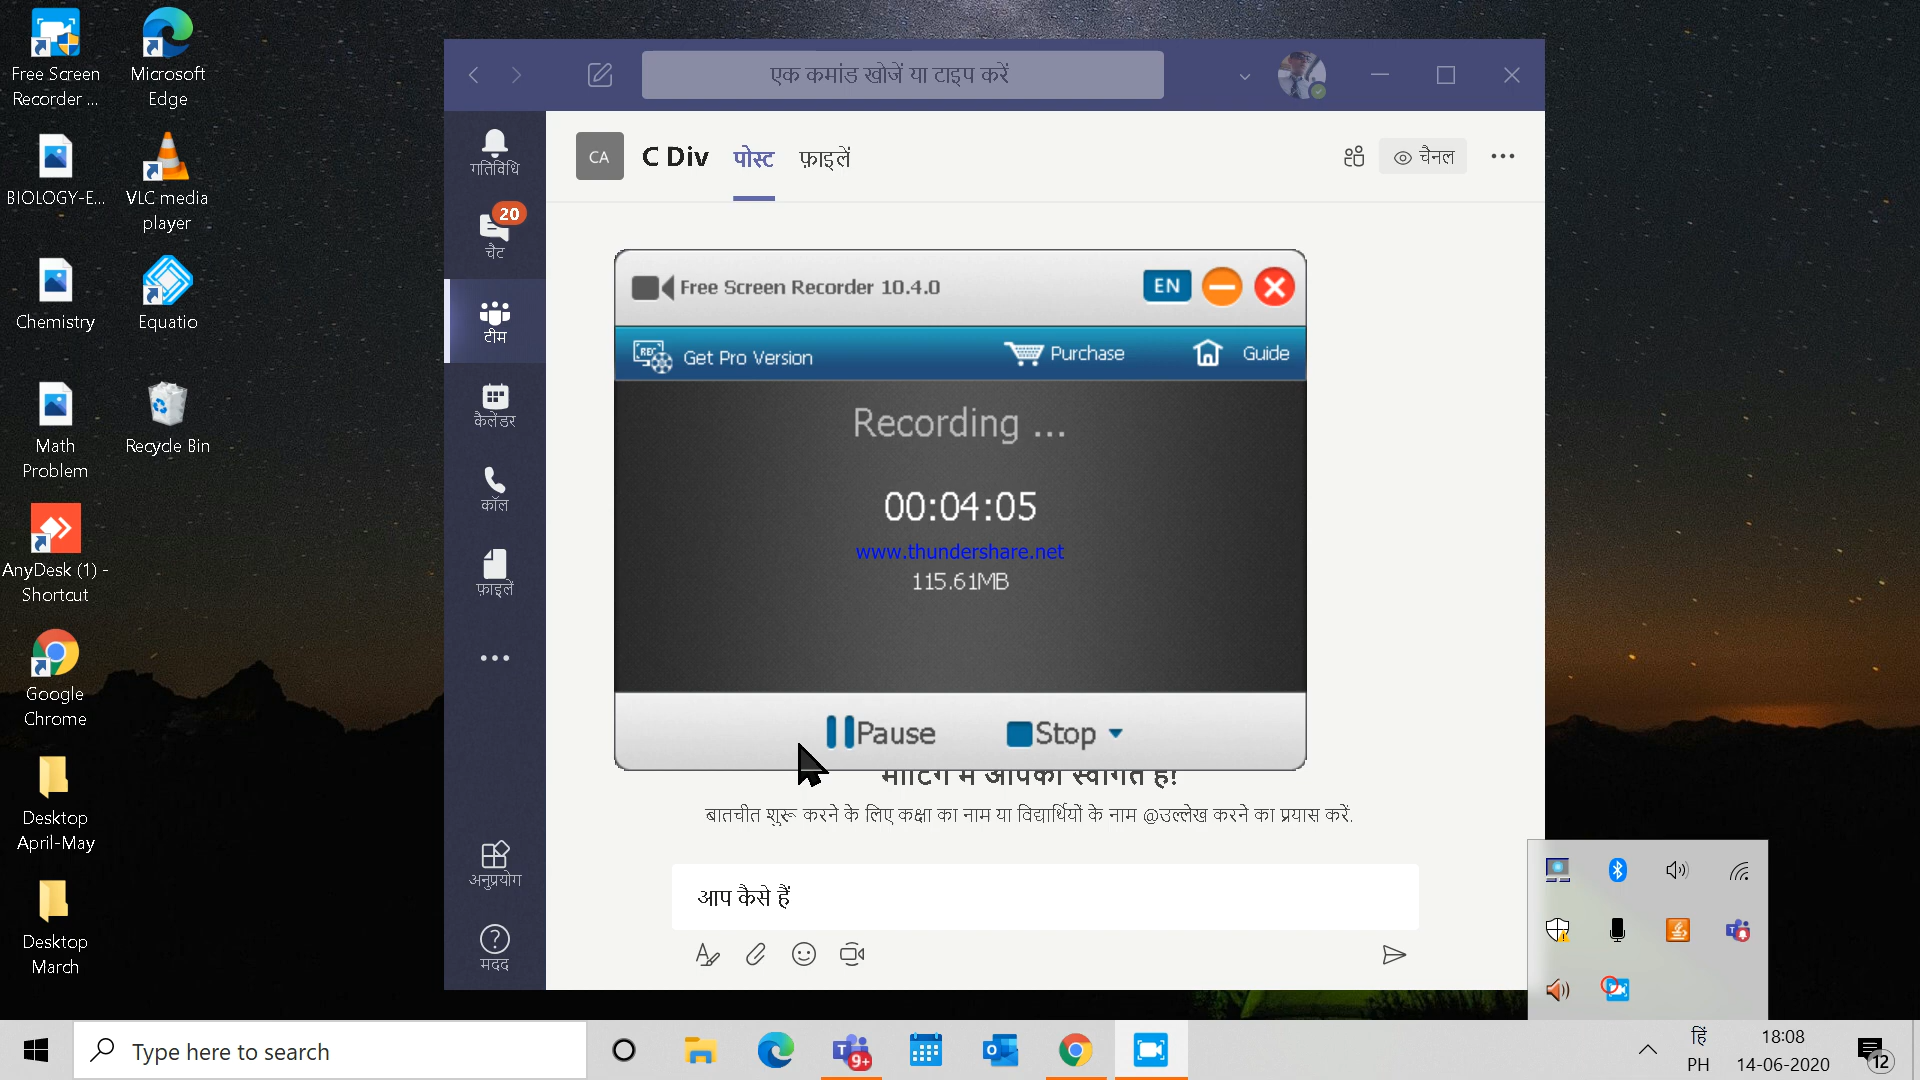 Free Screen
Recorder ...
Microsoft
Edge
BIOLOGY-E...
VLC media
player
Chemistry
Equatio
Math
Problem
Recycle Bin
AnyDesk (1) -
Shortcut
Google
Chrome
Desktop
April-May
Desktop
March
एक कमांड खोजें या टाइप करें
गतिविधि
20
चैट
टीम
कैलेंडर
कॉल
फ़ाइलें
अनुप्रयोग
मदद
CA
C Div
पोस्ट
फ़ाइलें
चैनल
Free Screen Recorder 10.4.0
EN
REC
Get Pro Version
Purchase
Guide
Recording ...
00:04:05
www.thundershare.net
115.61MB
Pause
Stop
मीटिंग में आपका स्वागत है!
बातचीत शुरू करने के लिए कक्षा का नाम या विद्यार्थियों के नाम @उल्लेख करने का प्रयास करें.
आप कैसे हैं
Type here to search
9+
हिं
PH
18:08
14-06-2020
12